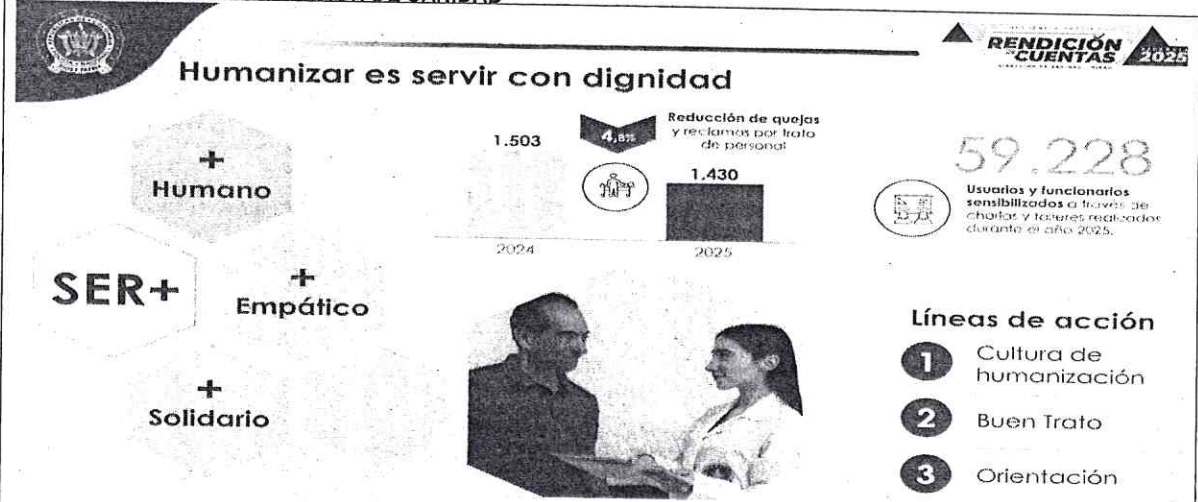 RENDICIÓN
DE CUENTAS
2025
Humanizar es servir con dignidad
+
Humano
SER+
+
Empático
+
Solidario
1.503
4,8%
Reducción de quejas
y reclamos por trato
de personal
1.430
2024
2025
59.228
Usuarios y funcionarios
sensibilizados a través de
charlas y talleres realizados
durante el año 2025.
Líneas de acción
1
Cultura de
humanización
2
Buen Trato
3
Orientación